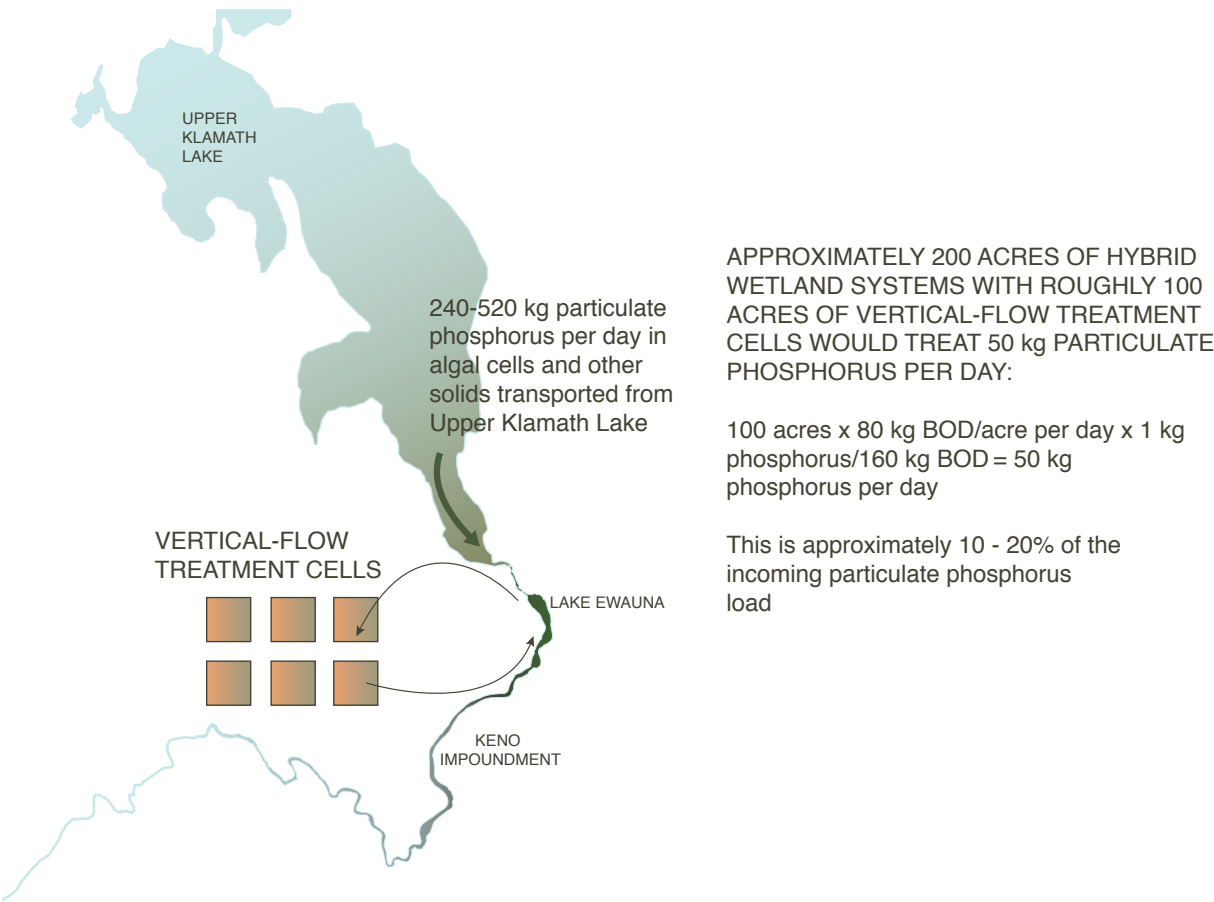 UPPER
KLAMATH
LAKE
240-520 kg particulate
phosphorus per day in
algal cells and other
solids transported from
Upper Klamath Lake
VERTICAL-FLOW
TREATMENT CELLS
LAKE EWAUNA
KENO
IMPOUNDMENT
APPROXIMATELY 200 ACRES OF HYBRID
WETLAND SYSTEMS WITH ROUGHLY 100
ACRES OF VERTICAL-FLOW TREATMENT
CELLS WOULD TREAT 50 kg PARTICULATE
PHOSPHORUS PER DAY:
100 acres x 80 kg BOD/acre per day x 1 kg
phosphorus/160 kg BOD = 50 kg
phosphorus per day
This is approximately 10 - 20% of the
incoming particulate phosphorus
load